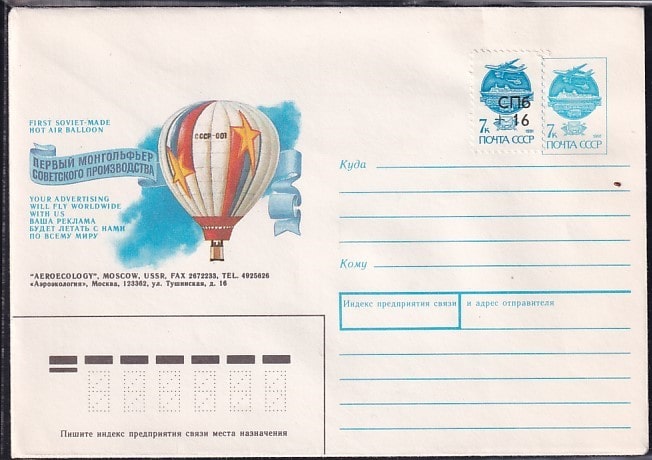 FIRST SOVIET-MADE
HOT AIR BALLOON
ПЕРВЫЙ МОНГОЛЬФЬЕР
СОВЕТСКОГО ПРОИЗВОДСТВА
СССР-001
YOUR ADVERTISING
WILL FLY WORLDWIDE
WITH US
ВАША РЕКЛАМА
БУДЕТ ЛЕТАТЬ С НАМИ
ПО ВСЕМУ МИРУ
"AEROECOLOGY", MOSCOW, USSR, FAX 2672233, TEL. 4925626
«Аэроэкология», Москва, 123362, ул. Тушинская, д. 16
СПб
+ 16
7к
ПОЧТА СССР
7к
ПОЧТА СССР
Куда
Кому
Индекс предприятия связи и адрес отправителя
Пишите индекс предприятия связи места назначения